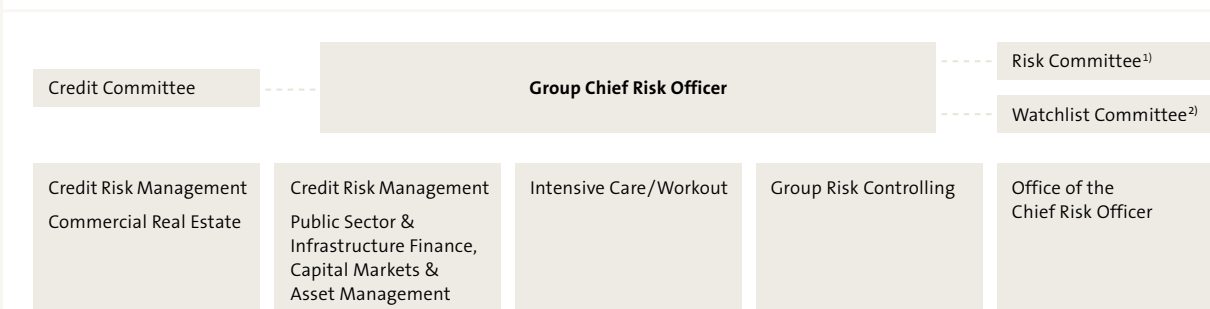 Credit Committee
Group Chief Risk Officer
Risk Committee¹⁾
Watchlist Committee²⁾
Credit Risk Management
Commercial Real Estate
Credit Risk Management
Public Sector &
Infrastructure Finance,
Capital Markets &
Asset Management
Intensive Care/Workout
Group Risk Controlling
Office of the
Chief Risk Officer